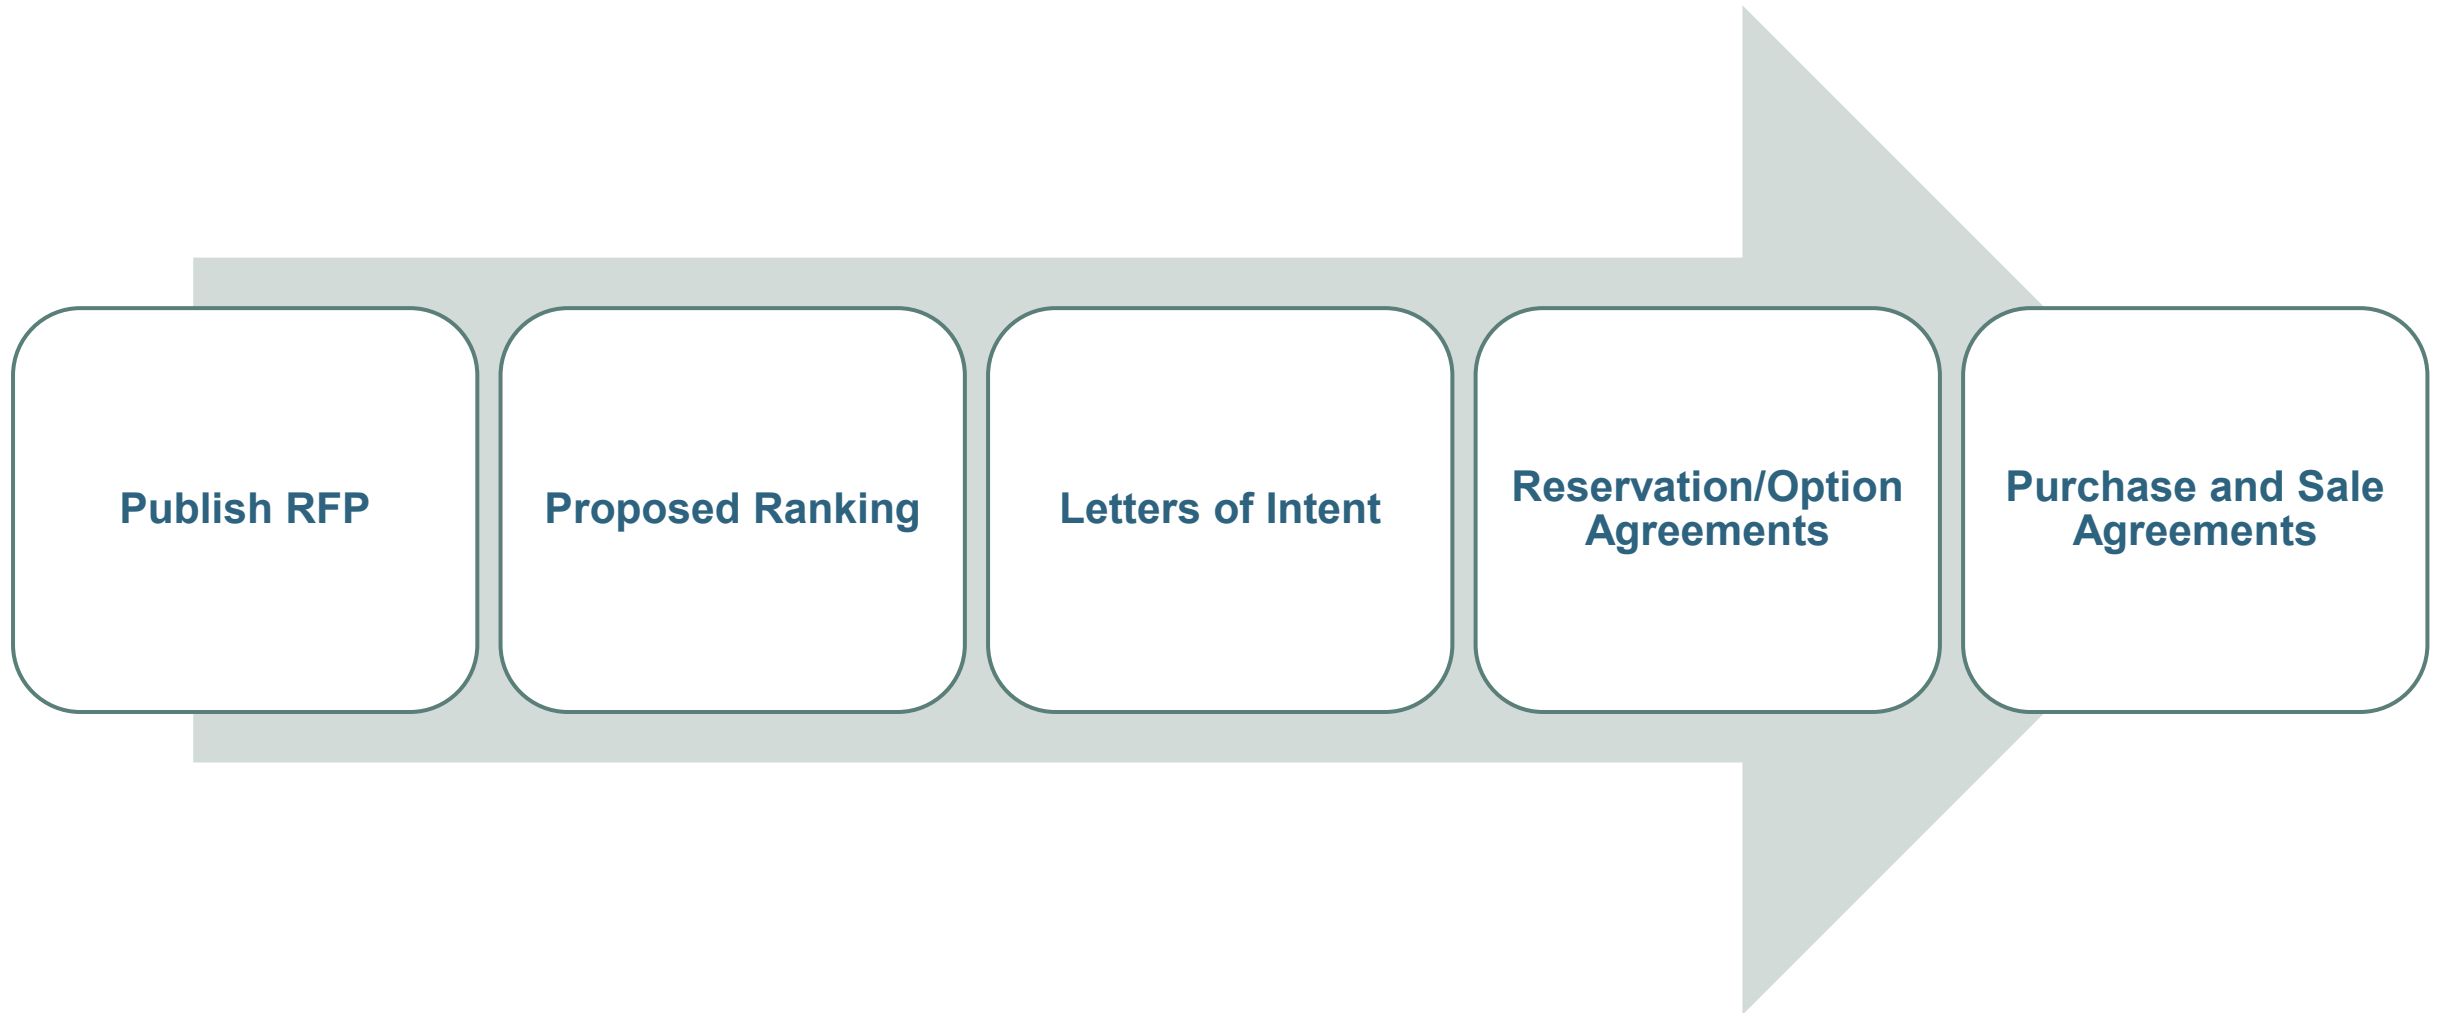 Publish RFP
Proposed Ranking
Letters of Intent
Reservation/Option
Agreements
Purchase and Sale
Agreements